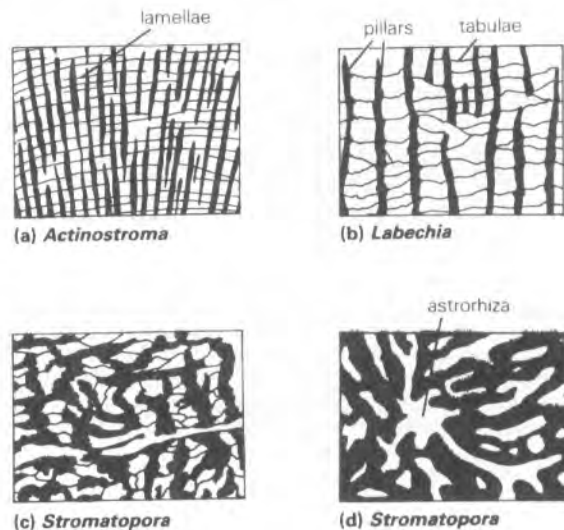 lamellae
pillars tabulae
(a) Actinostroma
(b) Labechia
astrorhiza
(c) Stromatopora
(d) Stromatopora